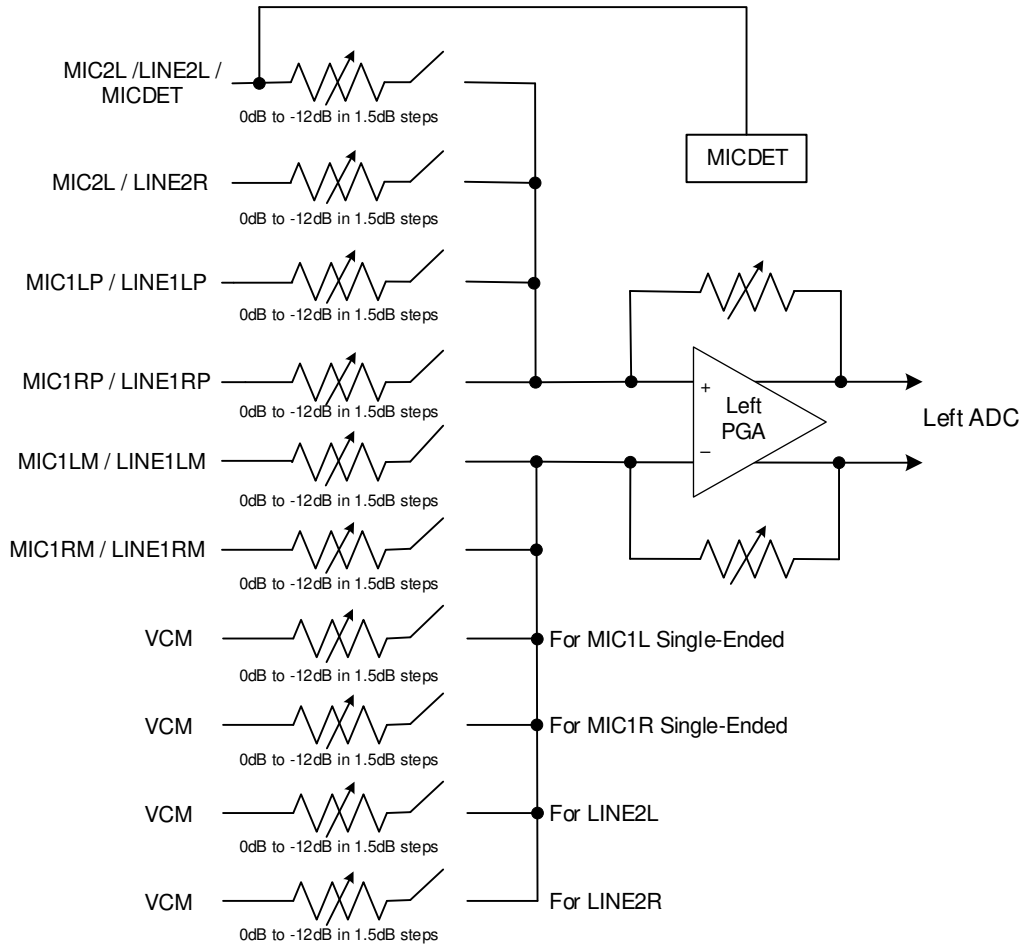 MIC2L /LINE2L /
MICDET
0dB to -12dB in 1.5dB steps
MICDET
MIC2L / LINE2R
0dB to -12dB in 1.5dB steps
MIC1LP / LINE1LP
0dB to -12dB in 1.5dB steps
MIC1RP / LINE1RP
0dB to -12dB in 1.5dB steps
+
Left
PGA
−
Left ADC
MIC1LM / LINE1LM
0dB to -12dB in 1.5dB steps
MIC1RM / LINE1RM
0dB to -12dB in 1.5dB steps
VCM
For MIC1L Single-Ended
0dB to -12dB in 1.5dB steps
VCM
For MIC1R Single-Ended
0dB to -12dB in 1.5dB steps
VCM
For LINE2L
0dB to -12dB in 1.5dB steps
VCM
For LINE2R
0dB to -12dB in 1.5dB steps